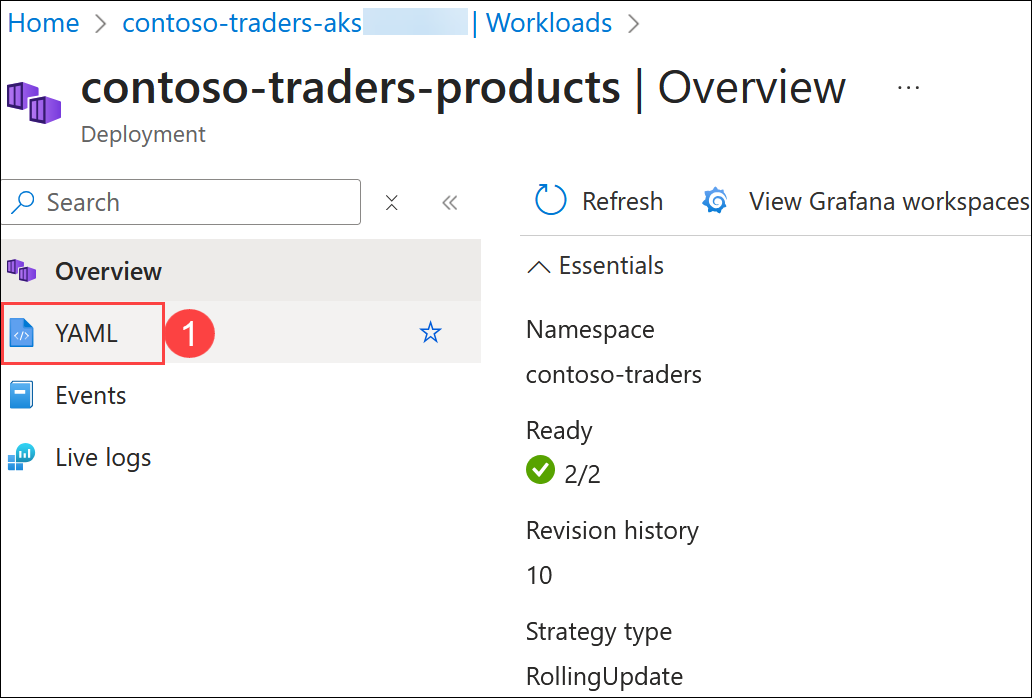 Home > contoso-traders-aks | Workloads >
contoso-traders-products | Overview ...
Deployment
Search
Refresh
View Grafana workspaces
Overview
YAML 1
Events
Live logs
Essentials
Namespace
contoso-traders
Ready
2/2
Revision history
10
Strategy type
RollingUpdate